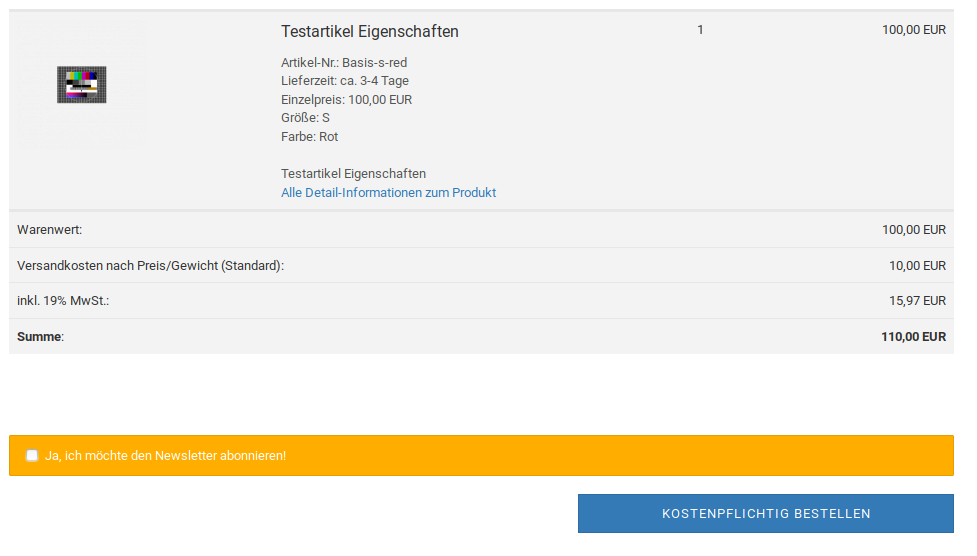 Testartikel Eigenschaften 1 100,00 EUR
Artikel-Nr.: Basis-s-red
Lieferzeit: ca. 3-4 Tage
Einzelpreis: 100,00 EUR
Größe: S
Farbe: Rot
Testartikel Eigenschaften
Alle Detail-Informationen zum Produkt
Warenwert: 100,00 EUR
Versandkosten nach Preis/Gewicht (Standard): 10,00 EUR
inkl. 19% MwSt.: 15,97 EUR
Summe: 110,00 EUR
Ja, ich möchte den Newsletter abonnieren!
KOSTENPFLICHTIG BESTELLEN